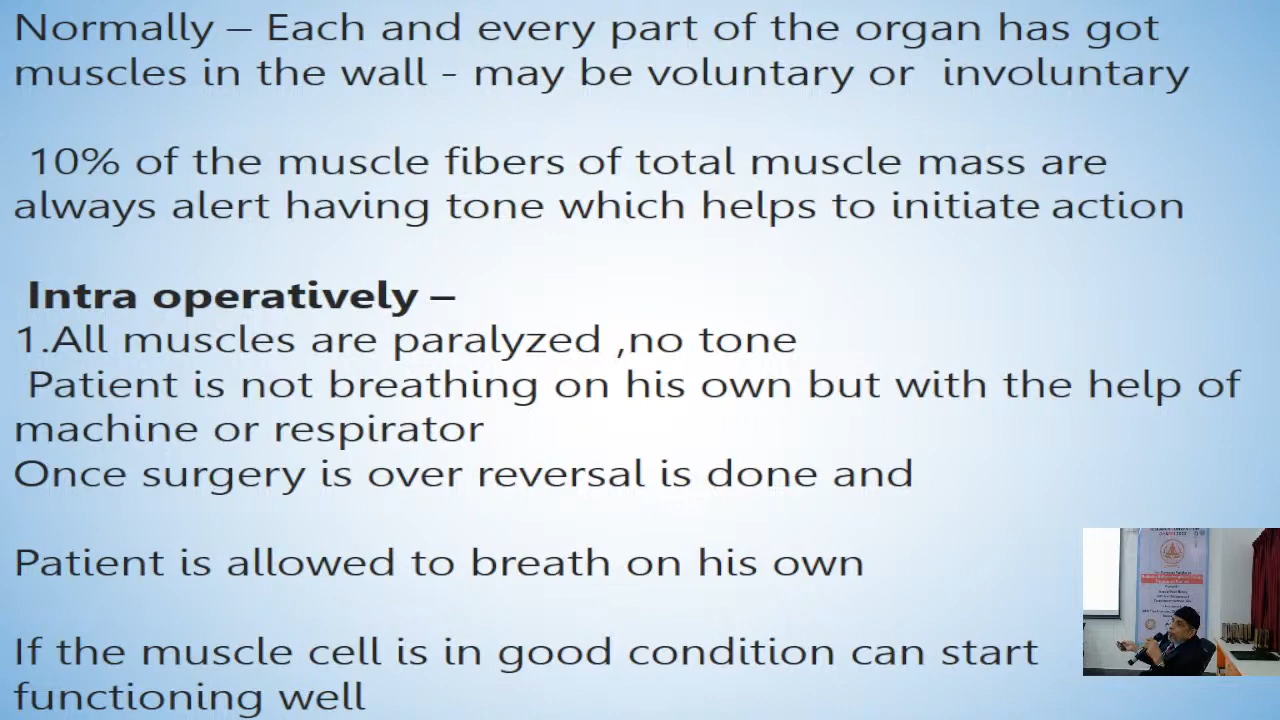 Normally – Each and every part of the organ has got
muscles in the wall - may be voluntary or involuntary
10% of the muscle fibers of total muscle mass are
always alert having tone which helps to initiate action
Intra operatively –
1.All muscles are paralyzed ,no tone
Patient is not breathing on his own but with the help of
machine or respirator
Once surgery is over reversal is done and
Patient is allowed to breath on his own
If the muscle cell is in good condition can start
functioning well